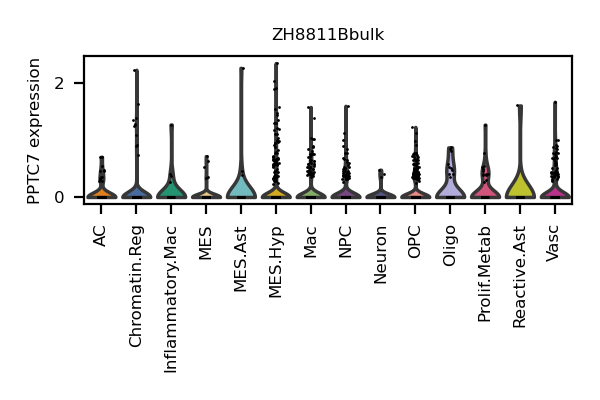 ZH8811Bbulk
PPTC7 expression
2
0
AC
Chromatin.Reg
Inflammatory.Mac
MES
MES.Ast
MES.Hyp
Mac
NPC
Neuron
OPC
Oligo
Prolif.Metab
Reactive.Ast
Vasc